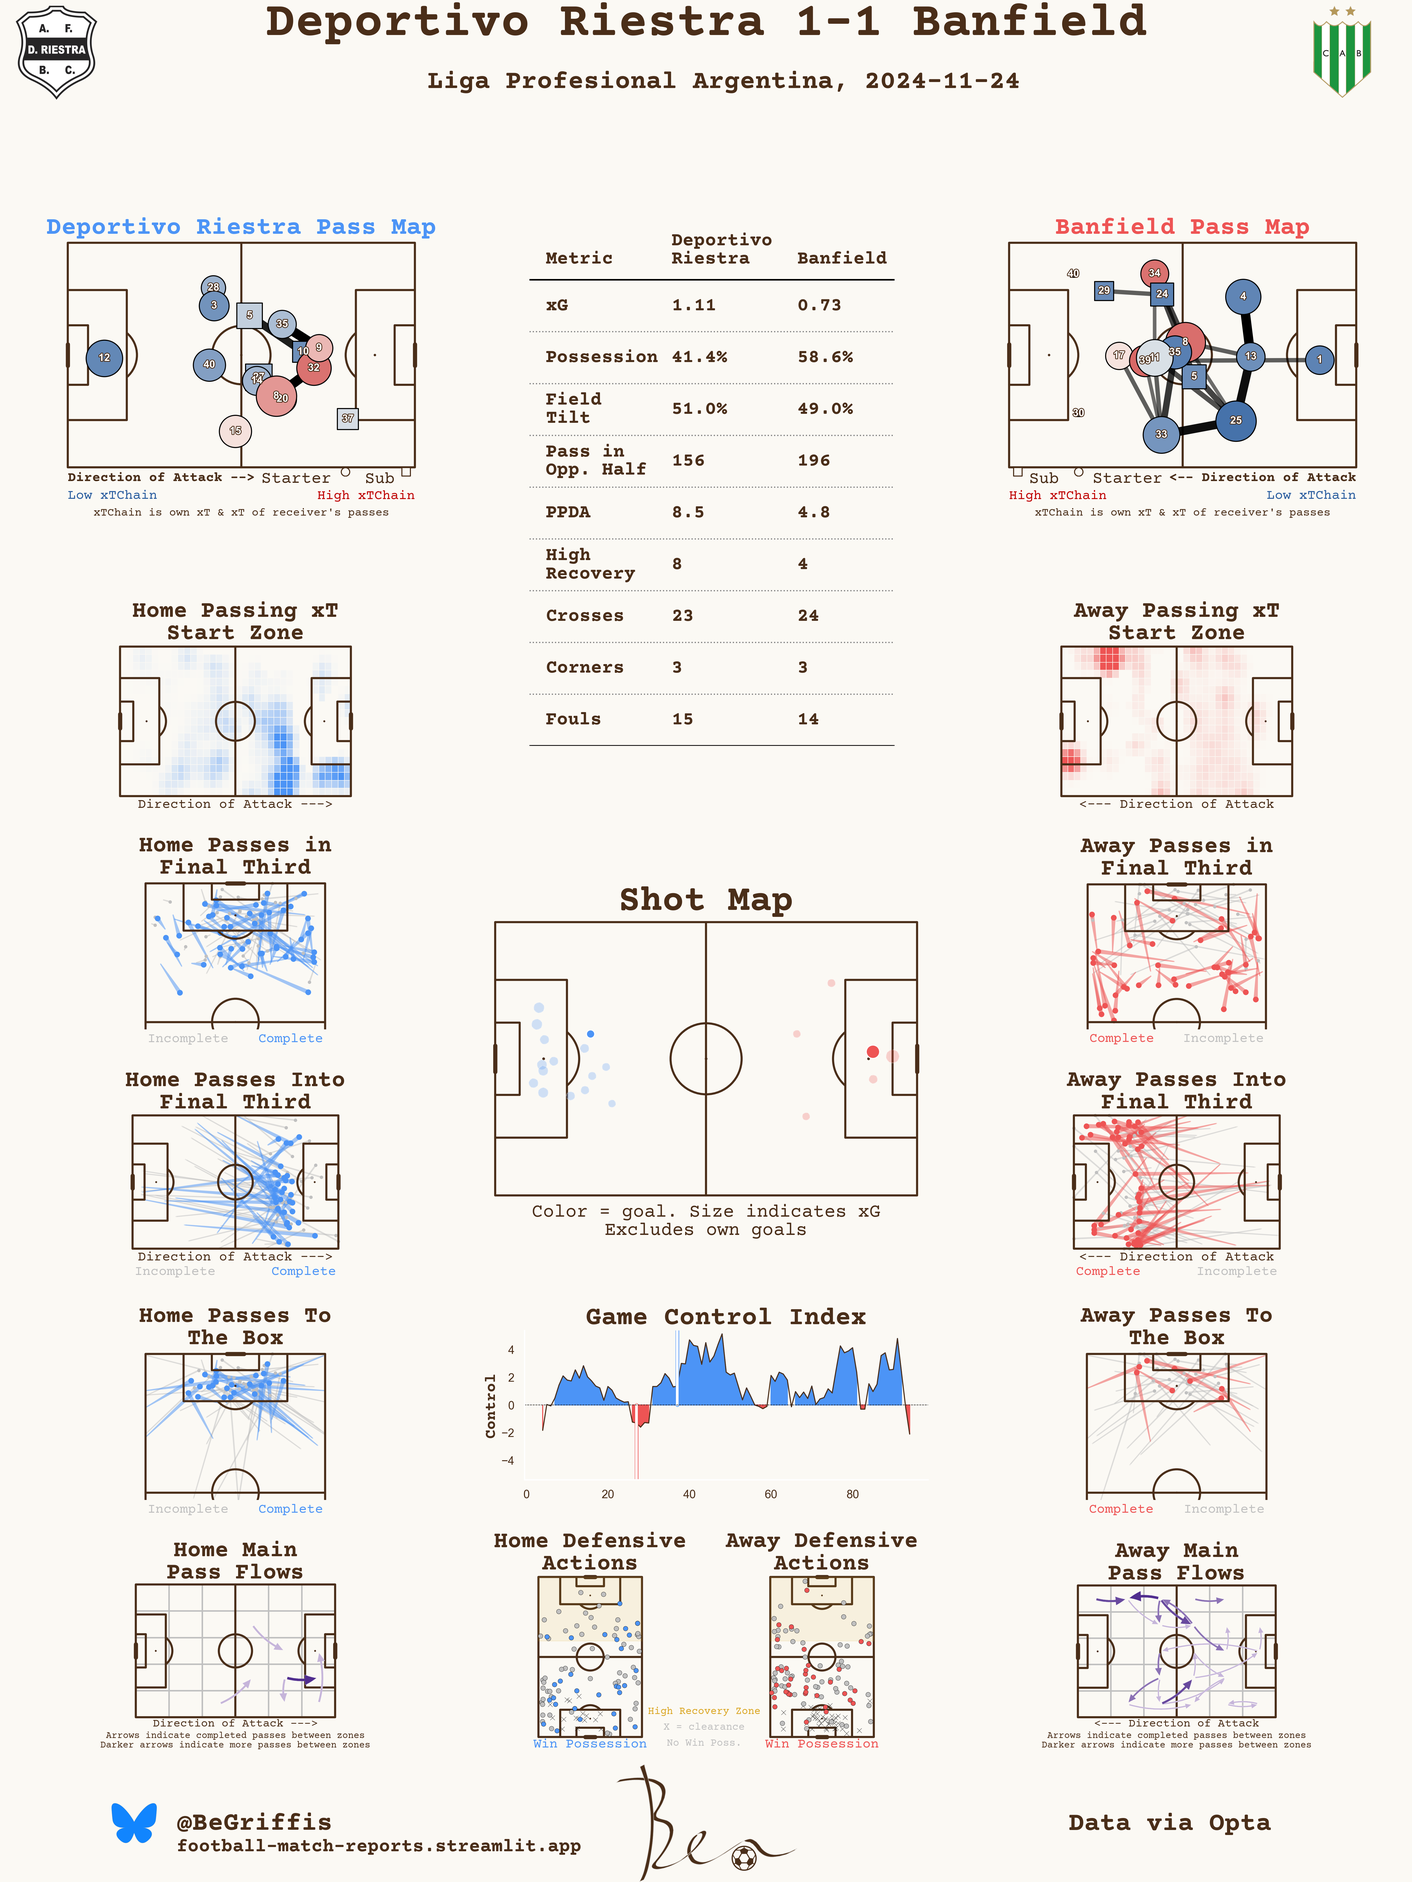 Deportivo Riestra 1-1 Banfield
Liga Profesional Argentina, 2024-11-24
A. F.
D. RIESTRA
B. C.
C A B
Deportivo Riestra Pass Map
28
3
5
35
10
9
12
40
32
27
14
8
20
15
37
Direction of Attack --> Starter Sub
Low xTChain High xTChain
xTChain is own xT & xT of receiver's passes
Metric Deportivo Riestra Banfield
xG 1.11 0.73
Possession 41.4% 58.6%
Field Tilt 51.0% 49.0%
Pass in Opp. Half 156 196
PPDA 8.5 4.8
High Recovery 8 4
Crosses 23 24
Corners 3 3
Fouls 15 14
Banfield Pass Map
40
34
29
24
4
8
17
39
11
35
13
1
5
30
33
25
Sub Starter <-- Direction of Attack
High xTChain Low xTChain
xTChain is own xT & xT of receiver's passes
Home Passing xT
Start Zone
Direction of Attack --->
Away Passing xT
Start Zone
<--- Direction of Attack
Home Passes in
Final Third
Incomplete Complete
Away Passes in
Final Third
Complete Incomplete
Shot Map
Color = goal. Size indicates xG
Excludes own goals
Home Passes Into
Final Third
Direction of Attack --->
Incomplete Complete
Away Passes Into
Final Third
<--- Direction of Attack
Complete Incomplete
Home Passes To
The Box
Incomplete Complete
Game Control Index
Control
4
2
0
−2
−4
0 20 40 60 80
Away Passes To
The Box
Complete Incomplete
Home Main
Pass Flows
Direction of Attack --->
Arrows indicate completed passes between zones
Darker arrows indicate more passes between zones
Home Defensive
Actions
Win Possession
High Recovery Zone
X = clearance
No Win Poss.
Away Defensive
Actions
Win Possession
Away Main
Pass Flows
<--- Direction of Attack
Arrows indicate completed passes between zones
Darker arrows indicate more passes between zones
@BeGriffis
football-match-reports.streamlit.app
Ben
Data via Opta